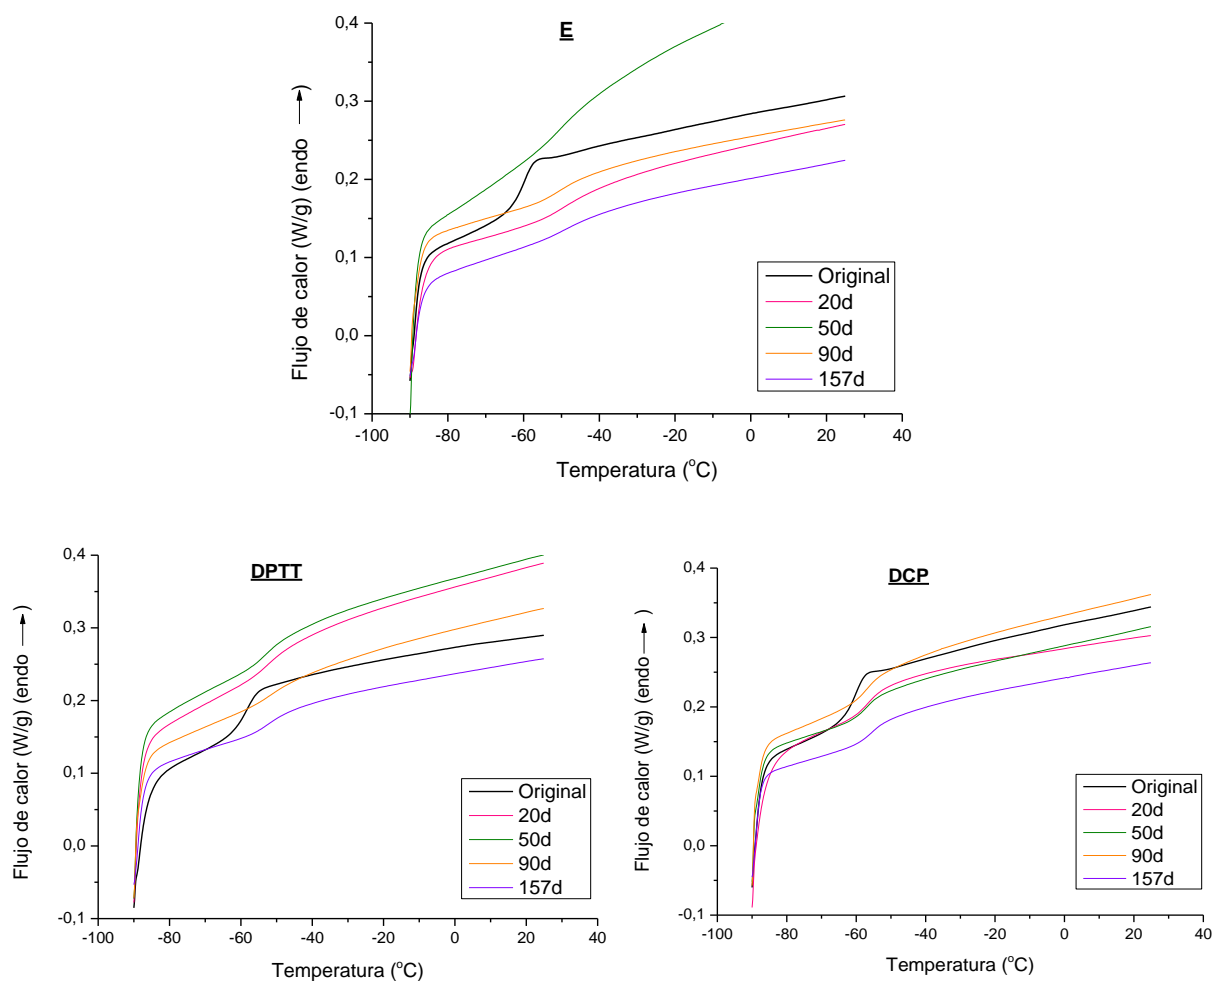 E
0,4
0,3
0,2
0,1
0,0
-0,1
Flujo de calor (W/g) (endo →)
-100 -80 -60 -40 -20 0 20 40
Temperatura (°C)
Original
20d
50d
90d
157d
DPTT
0,4
0,3
0,2
0,1
0,0
-0,1
Flujo de calor (W/g) (endo →)
-100 -80 -60 -40 -20 0 20 40
Temperatura (°C)
Original
20d
50d
90d
157d
DCP
0,4
0,3
0,2
0,1
0,0
-0,1
Flujo de calor (W/g) (endo →)
-100 -80 -60 -40 -20 0 20 40
Temperatura (°C)
Original
20d
50d
90d
157d